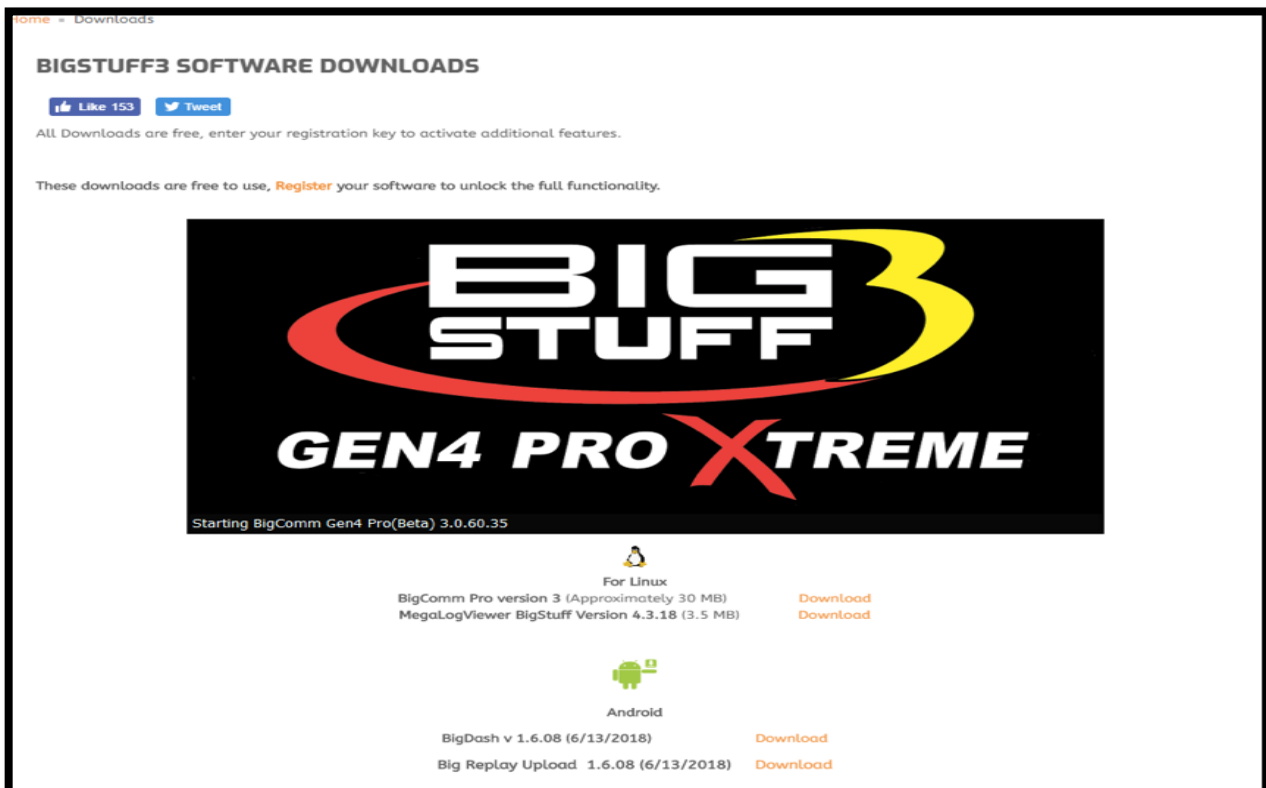 Home » Downloads
BIGSTUFF3 SOFTWARE DOWNLOADS
Like 153 Tweet
All Downloads are free, enter your registration key to activate additional features.
These downloads are free to use, Register your software to unlock the full functionality.
BIG 3
STUFF
GEN4 PRO XTREME
Starting BigComm Gen4 Pro(Beta) 3.0.60.35
For Linux
BigComm Pro version 3 (Approximately 30 MB) Download
MegaLogViewer BigStuff Version 4.3.18 (3.5 MB) Download
Android
BigDash v 1.6.08 (6/13/2018) Download
Big Replay Upload 1.6.08 (6/13/2018) Download